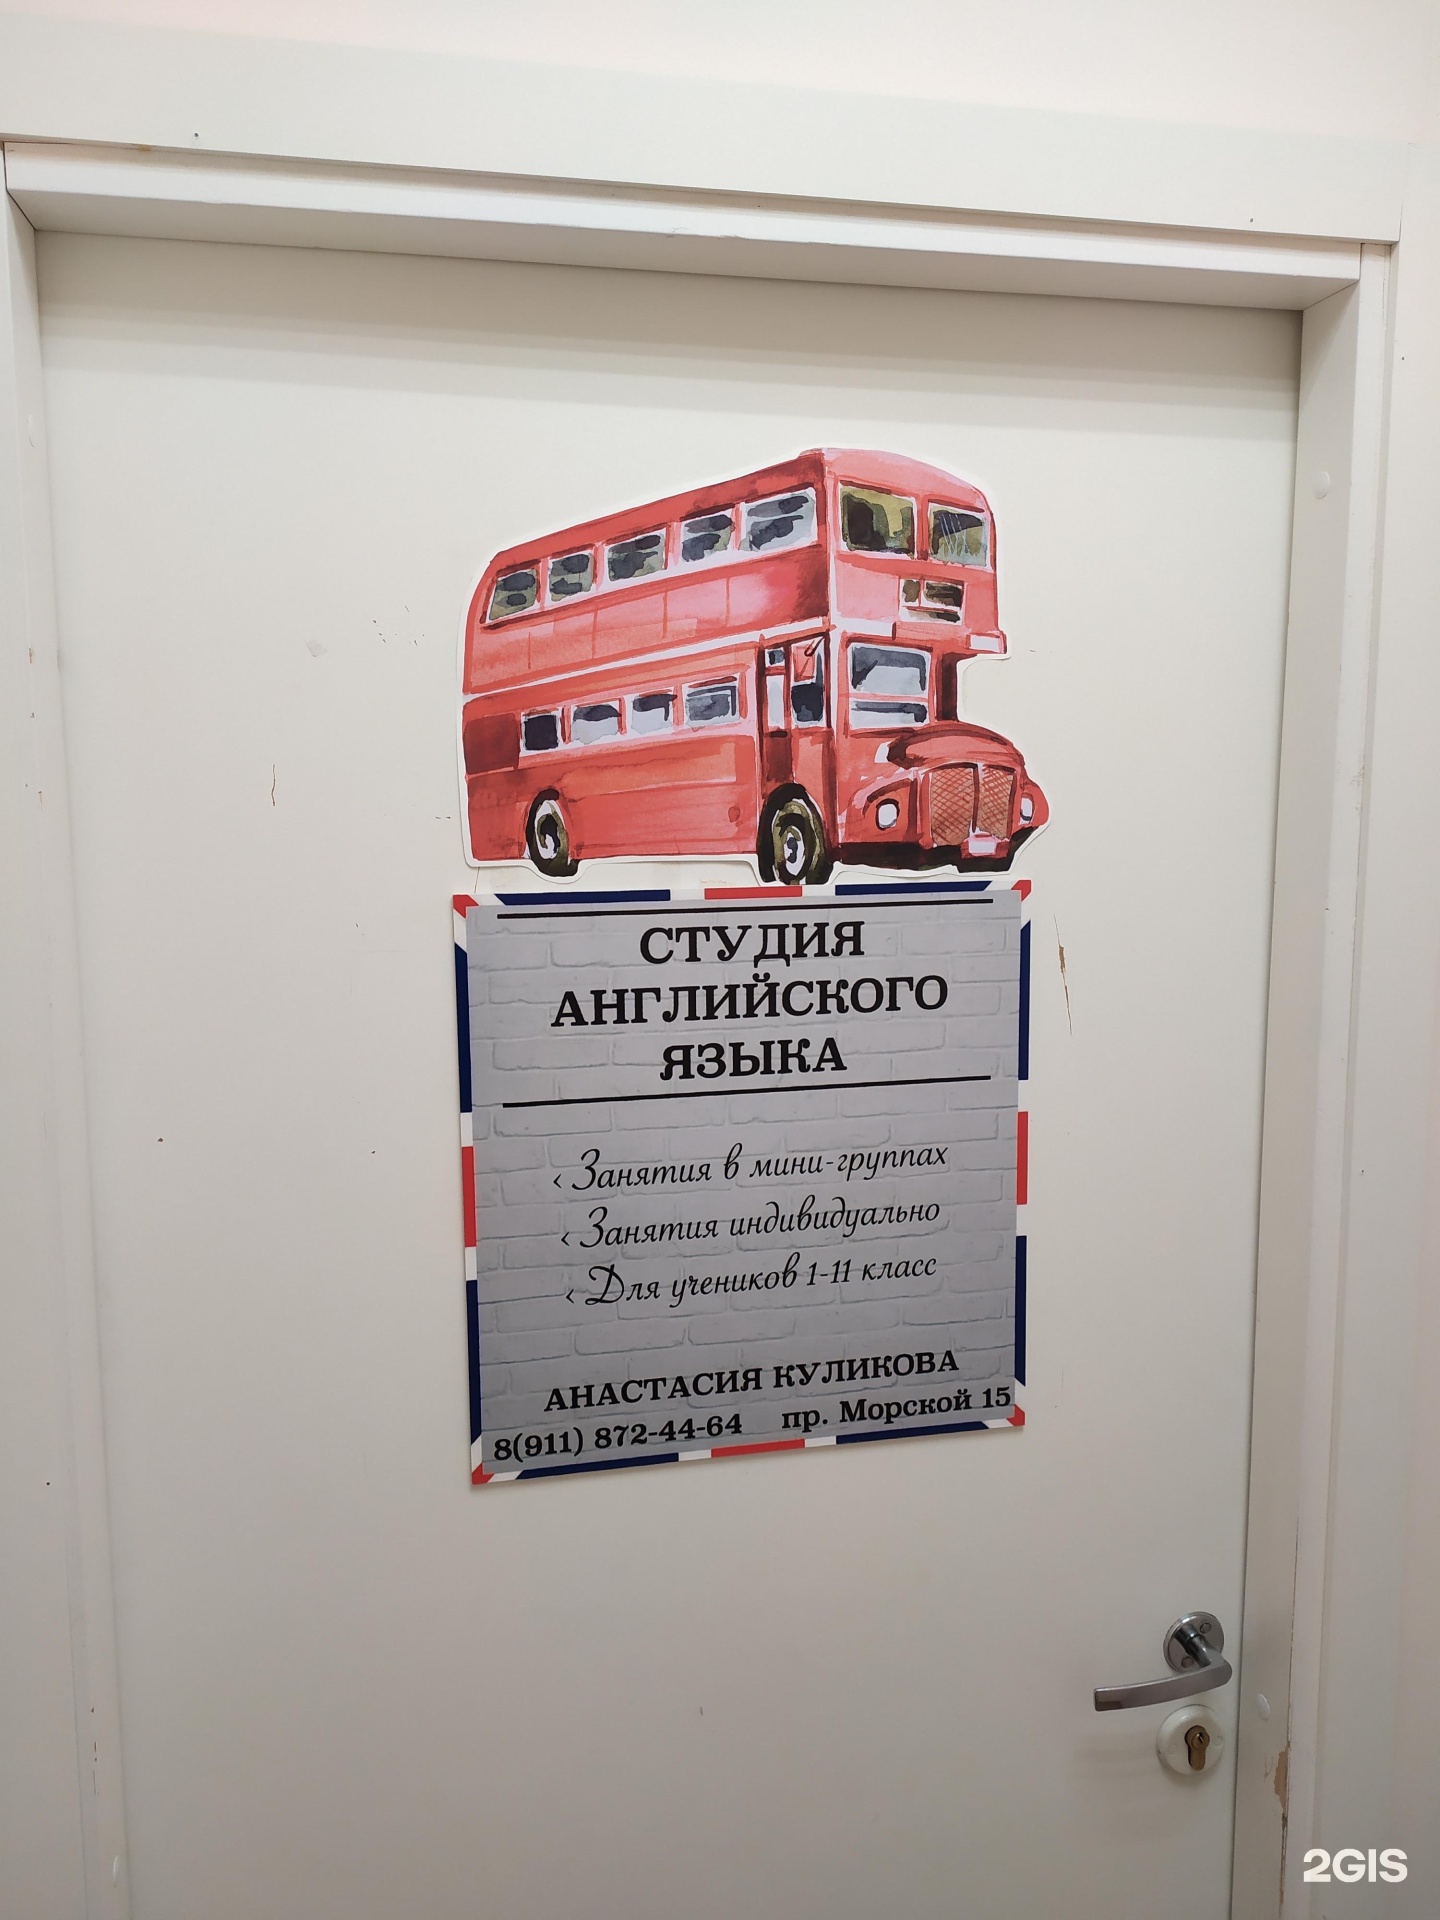 СТУДИЯ
АНГЛИЙСКОГО
ЯЗЫКА
‹ Занятия в мини-группах
‹ Занятия индивидуально
‹ Для учеников 1-11 класс
АНАСТАСИЯ КУЛИКОВА
8(911) 872-44-64 пр. Морской 15
2GIS